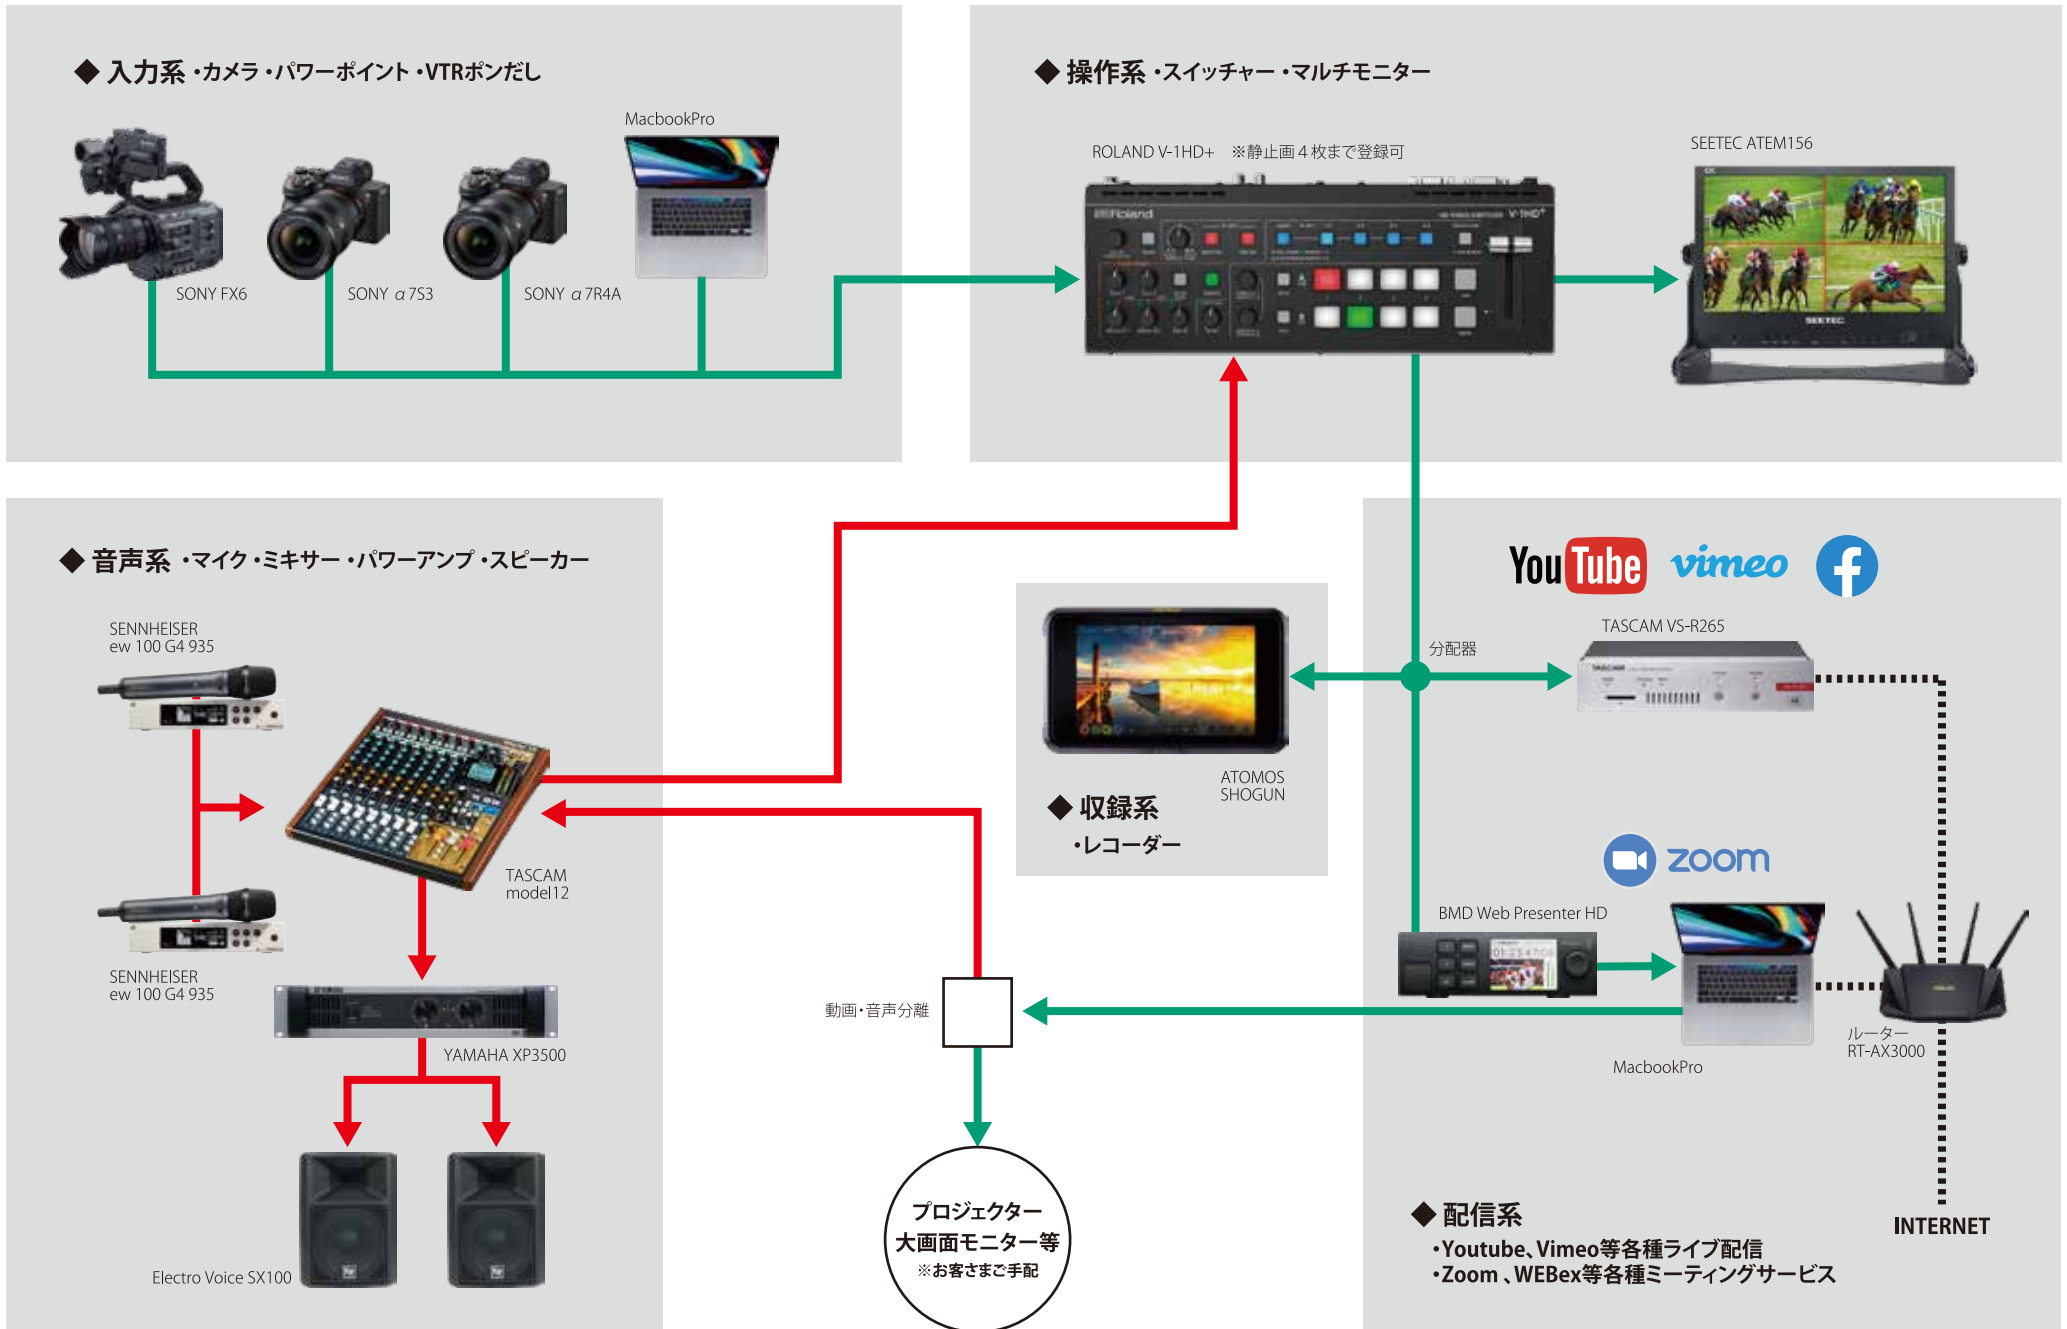 ◆ 入力系 ・カメラ・パワーポイント・VTRポンだし
MacbookPro
SONY FX6
SONY α7S3
SONY α7R4A
◆ 操作系 ・スイッチャー・マルチモニター
ROLAND V-1HD+ ※静止画4枚まで登録可
SEETEC ATEM156
Roland
V-1HD+
SEETEC
◆ 音声系 ・マイク・ミキサー・パワーアンプ・スピーカー
SENNHEISER
ew 100 G4 935
TASCAM
model12
SENNHEISER
ew 100 G4 935
YAMAHA XP3500
Electro Voice SX100
ATOMOS
SHOGUN
◆ 収録系
・レコーダー
分配器
動画・音声分離
プロジェクター
大画面モニター等
※お客さまご手配
YouTube
vimeo
f
TASCAM VS-R265
TASCAM
zoom
BMD Web Presenter HD
MacbookPro
ルーター
RT-AX3000
INTERNET
◆ 配信系
・Youtube、Vimeo等各種ライブ配信
・Zoom 、WEBex等各種ミーティングサービス